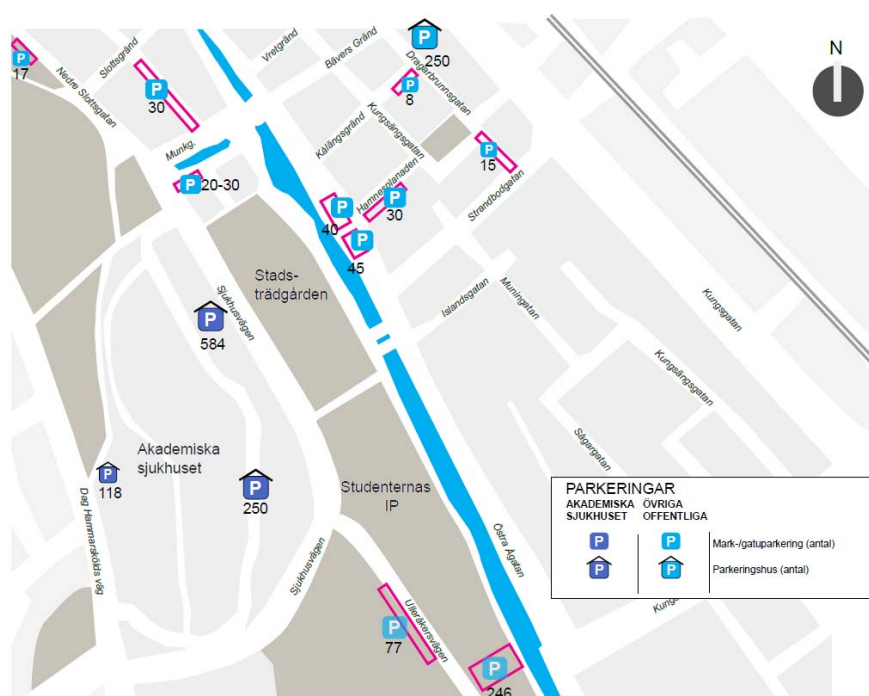 17
Nedre Slottsgatan
Slottsgränd
P
30
Munkg.
P 20-30
Vretgränd
Bävers Gränd
P
250
Dragarbrunnsgatan
P
8
Kungsängsgatan
Kålängsgränd
Hamnesplanaden
P
15
Strandbodgatan
P
30
P
40
P
45
N
Stads-
trädgården
Sjukhusvägen
P
584
Islandsgatan
Muningatan
Kungsgatan
Kungsängsgatan
Sågargatan
Akademiska
sjukhuset
P
118
P
250
Studenternas
IP
Dag Hammarskölds väg
Sjukhusvägen
Östra Ågatan
Ulleråkersvägen
P
77
P
246
PARKERINGAR
AKADEMISKA ÖVRIGA
SJUKHUSET OFFENTLIGA
P P Mark-/gatuparkering (antal)
P P Parkeringshus (antal)